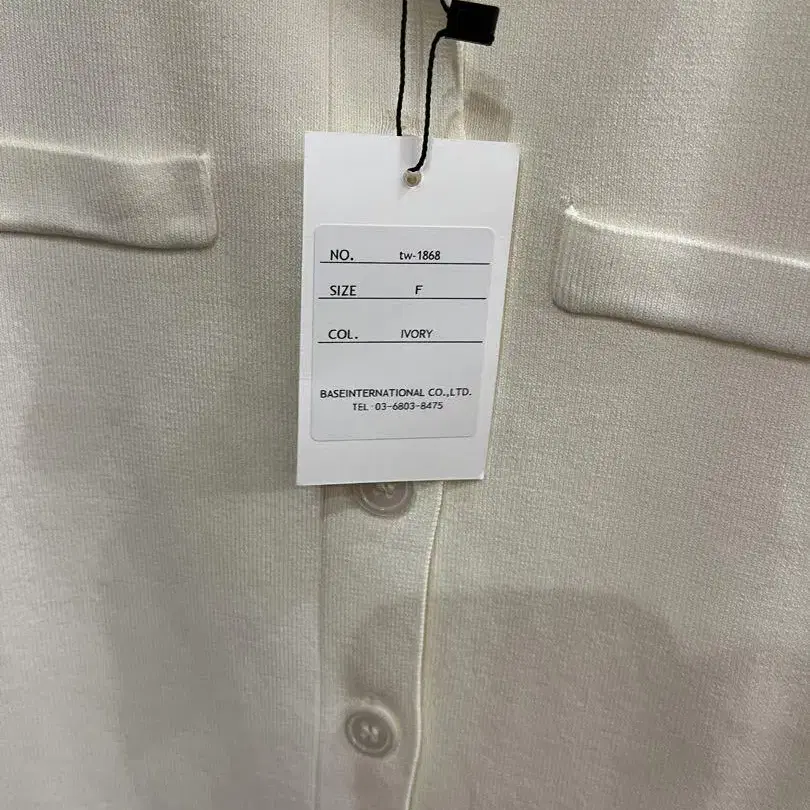 NO. tw-1868
SIZE F
COL. IVORY
BASEINTERNATIONAL CO.,LTD.
TEL 03-6803-8475